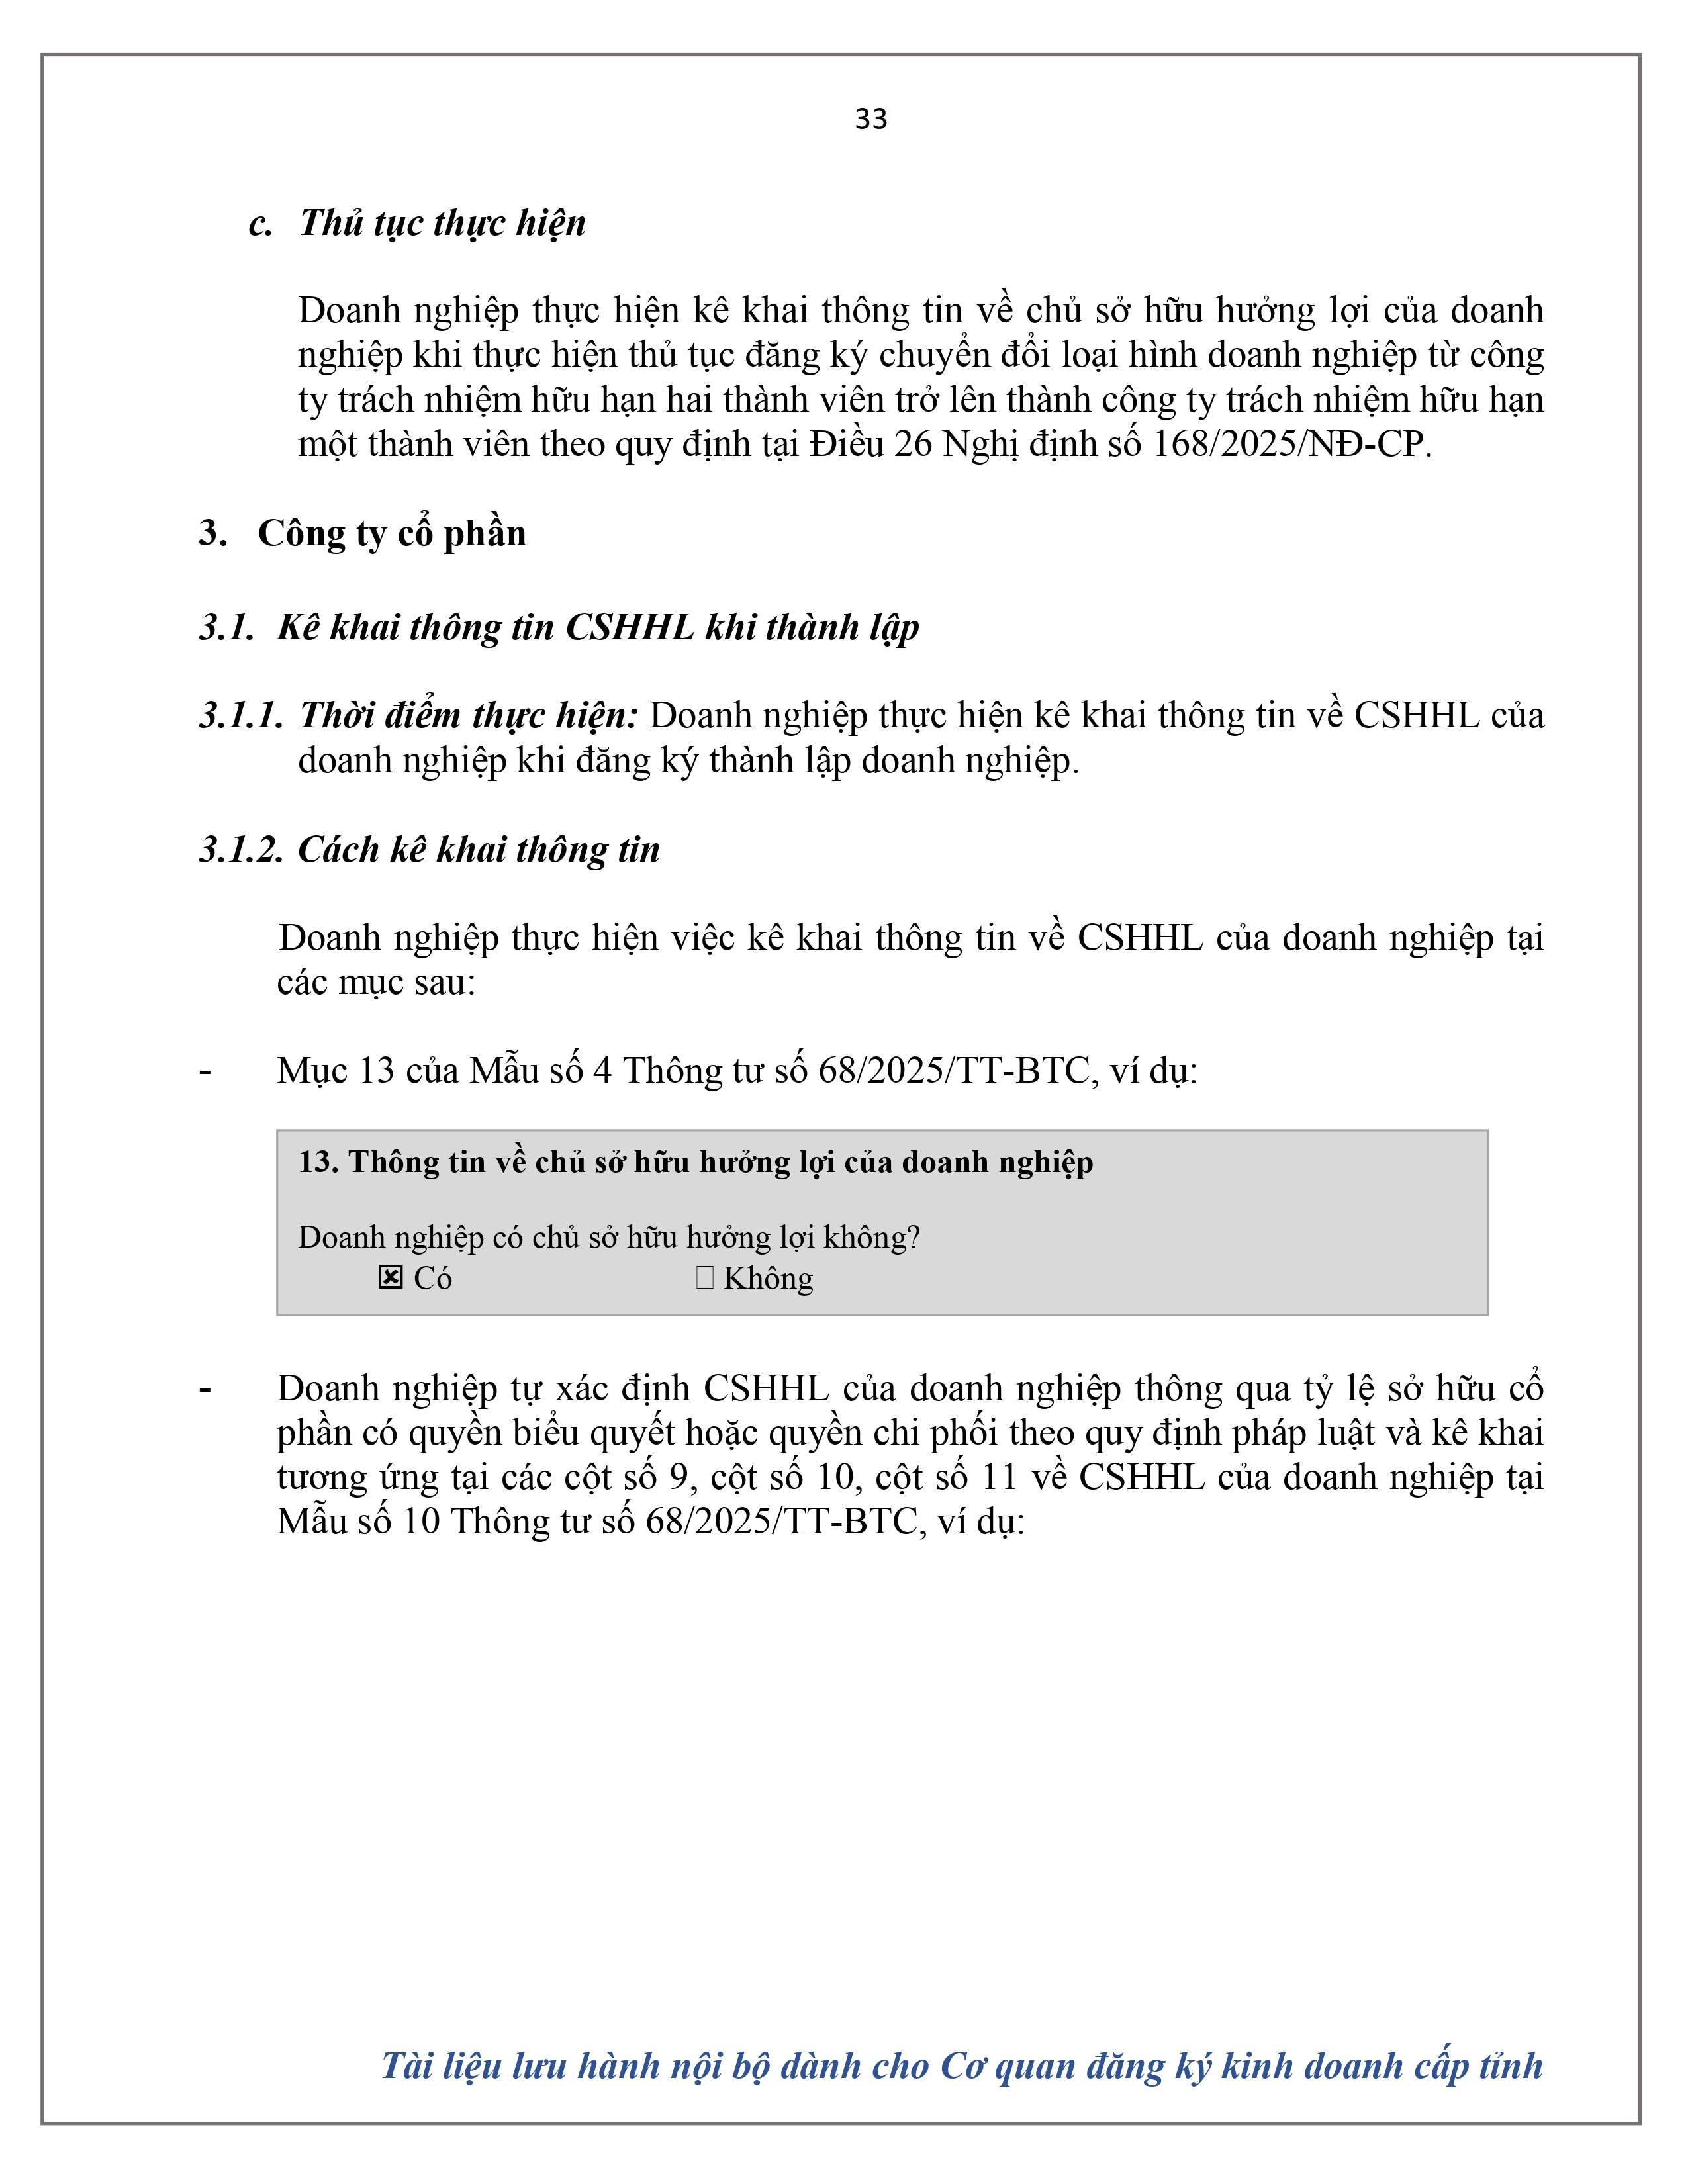 33
c. Thủ tục thực hiện
Doanh nghiệp thực hiện kê khai thông tin về chủ sở hữu hưởng lợi của doanh
nghiệp khi thực hiện thủ tục đăng ký chuyển đổi loại hình doanh nghiệp từ công
ty trách nhiệm hữu hạn hai thành viên trở lên thành công ty trách nhiệm hữu hạn
một thành viên theo quy định tại Điều 26 Nghị định số 168/2025/NĐ-CP.
3. Công ty cổ phần
3.1. Kê khai thông tin CSHHL khi thành lập
3.1.1. Thời điểm thực hiện: Doanh nghiệp thực hiện kê khai thông tin về CSHHL của
doanh nghiệp khi đăng ký thành lập doanh nghiệp.
3.1.2. Cách kê khai thông tin
Doanh nghiệp thực hiện việc kê khai thông tin về CSHHL của doanh nghiệp tại
các mục sau:
- Mục 13 của Mẫu số 4 Thông tư số 68/2025/TT-BTC, ví dụ:
13. Thông tin về chủ sở hữu hưởng lợi của doanh nghiệp
Doanh nghiệp có chủ sở hữu hưởng lợi không?
☒ Có ☐ Không
- Doanh nghiệp tự xác định CSHHL của doanh nghiệp thông qua tỷ lệ sở hữu cổ
phần có quyền biểu quyết hoặc quyền chi phối theo quy định pháp luật và kê khai
tương ứng tại các cột số 9, cột số 10, cột số 11 về CSHHL của doanh nghiệp tại
Mẫu số 10 Thông tư số 68/2025/TT-BTC, ví dụ:
Tài liệu lưu hành nội bộ dành cho Cơ quan đăng ký kinh doanh cấp tỉnh